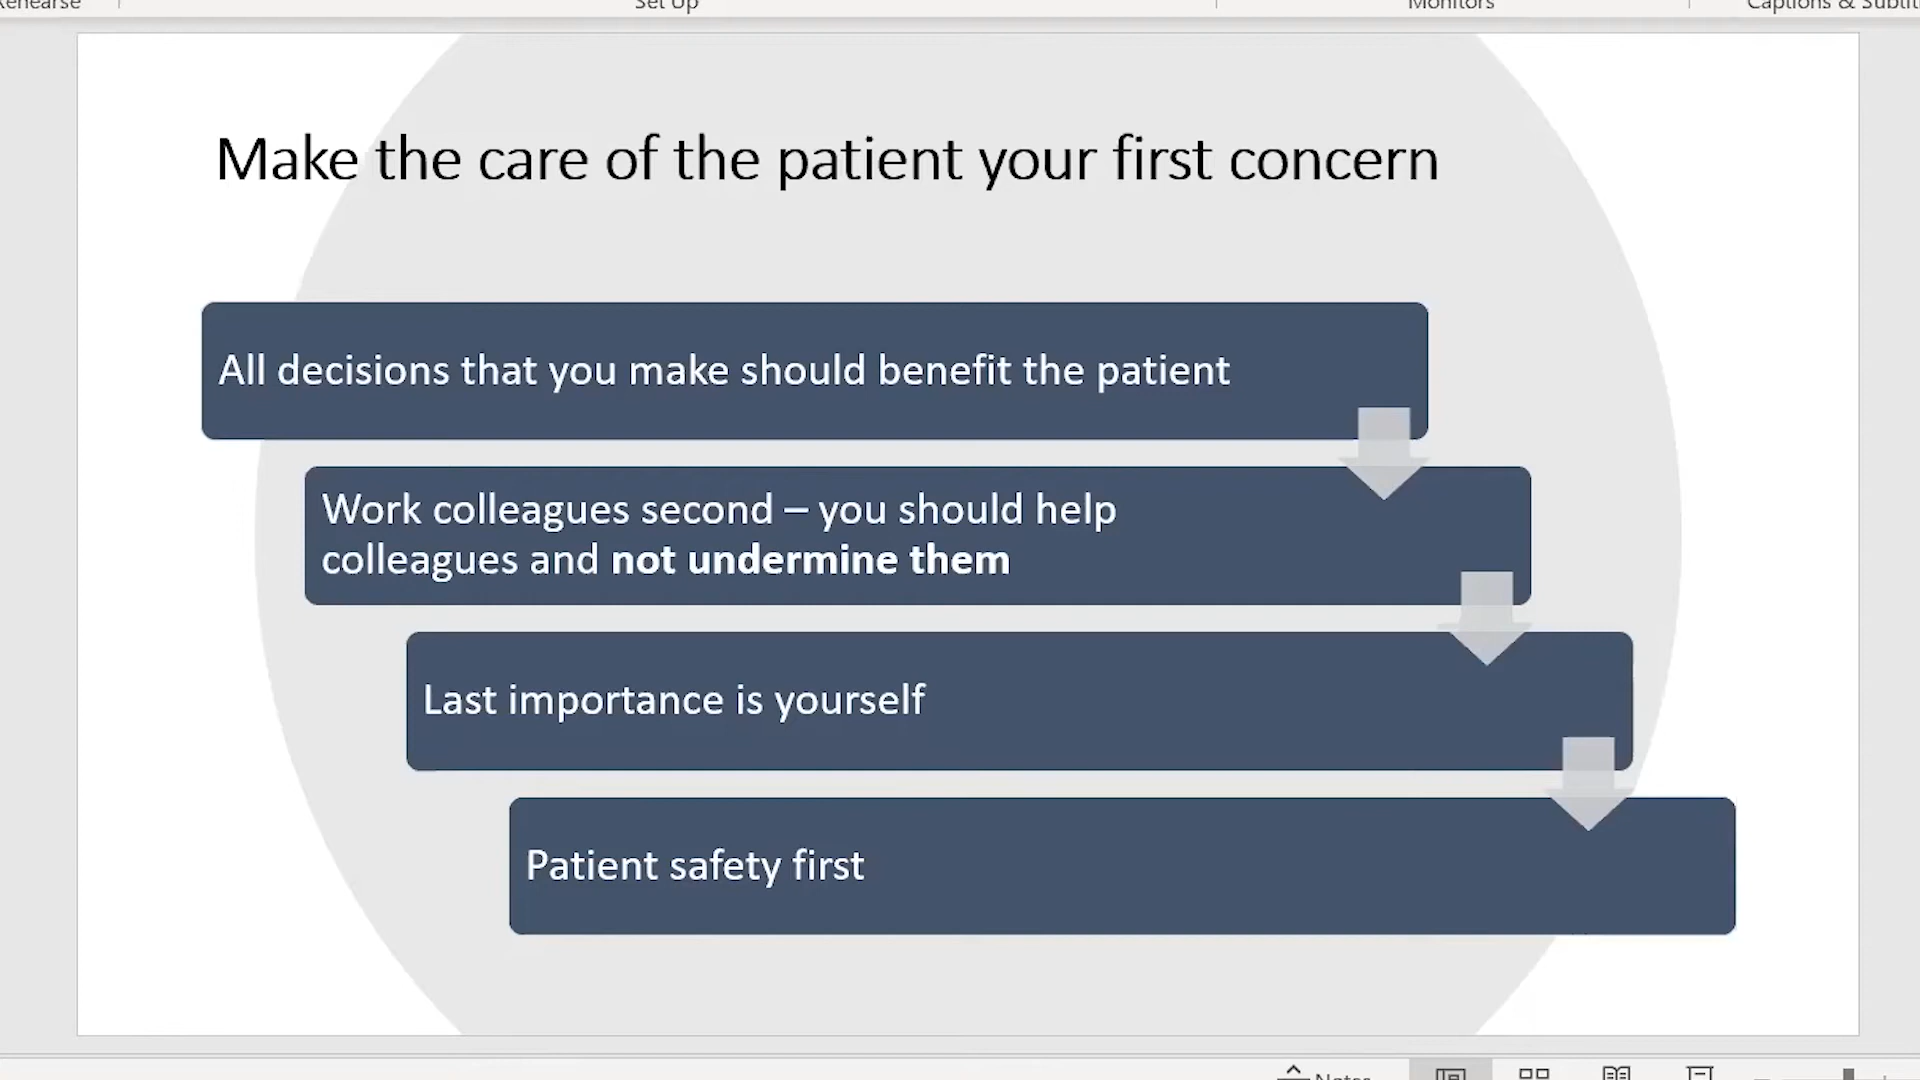 Rehearse Set Up Monitors Captions &
Make the care of the patient your first concern
All decisions that you make should benefit the patient
Work colleagues second – you should help
colleagues and not undermine them
Last importance is yourself
Patient safety first
Notes